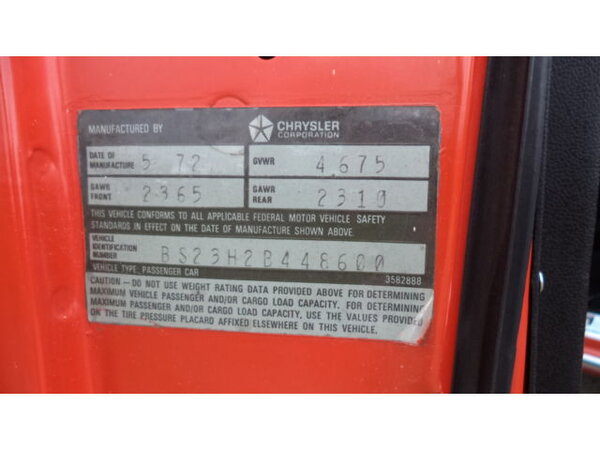 MANUFACTURED BY CHRYSLER CORPORATION
DATE OF MANUFACTURE 5 72 GVWR 4,675
GAWR FRONT 2365 GAWR REAR 2310
THIS VEHICLE CONFORMS TO ALL APPLICABLE FEDERAL MOTOR VEHICLE SAFETY
STANDARDS IN EFFECT ON THE DATE OF MANUFACTURE SHOWN ABOVE.
VEHICLE IDENTIFICATION NUMBER BS23H2B448600
VEHICLE TYPE: PASSENGER CAR 3582888
CAUTION — DO NOT USE WEIGHT RATING DATA PROVIDED ABOVE FOR DETERMINING
MAXIMUM VEHICLE PASSENGER AND/OR CARGO LOAD CAPACITY. FOR DETERMINING
MAXIMUM PASSENGER AND/OR CARGO LOAD CAPACITY, USE THE VALUES PROVIDED
ON THE TIRE PRESSURE PLACARD AFFIXED ELSEWHERE ON THIS VEHICLE.